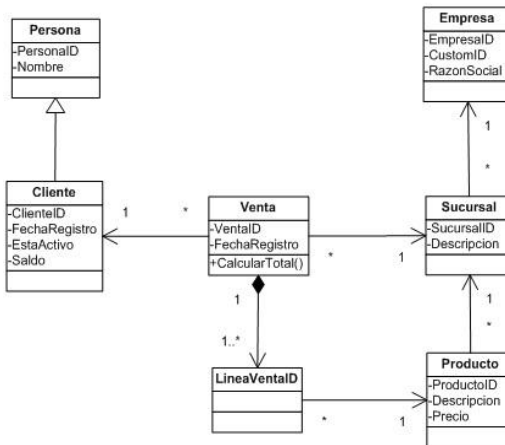 Persona
-PersonaID
-Nombre
Empresa
-EmpresaID
-CustomID
-RazonSocial
1
*
Cliente
-ClienteID
-FechaRegistro
-EstaActivo
-Saldo
1
*
Venta
-VentaID
-FechaRegistro
+CalcularTotal()
*
1
Sucursal
-SucursalID
-Descripcion
1
1..*
1
*
LineaVentaID
*
1
Producto
-ProductoID
-Descripcion
-Precio